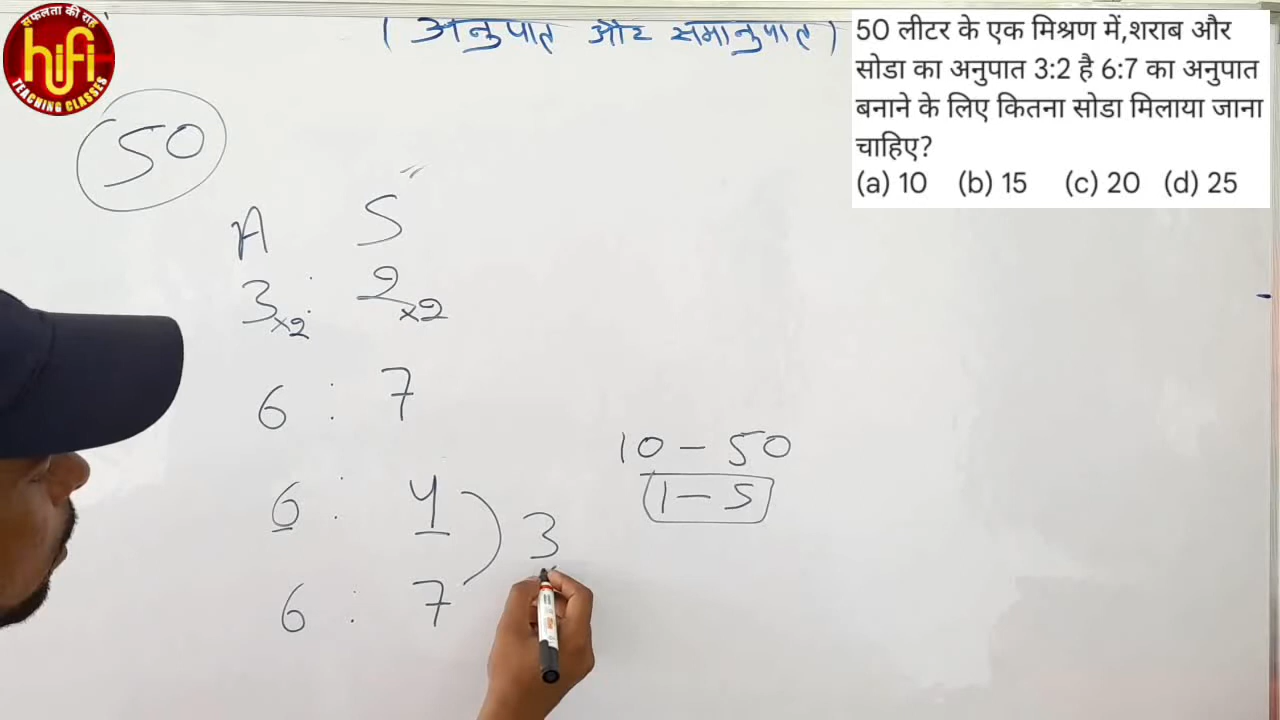 सफलता की राह
hifi
TEACHING CLASSES
( अनुपात और समानुपात )
50 लीटर के एक मिश्रण में,शराब और
सोडा का अनुपात 3:2 है 6:7 का अनुपात
बनाने के लिए कितना सोडा मिलाया जाना
चाहिए?
(a) 10 (b) 15 (c) 20 (d) 25
50
A S
3×2 : 2×2
6 : 7
10 - 50
1 - 5
6 : 4
3
6 : 7